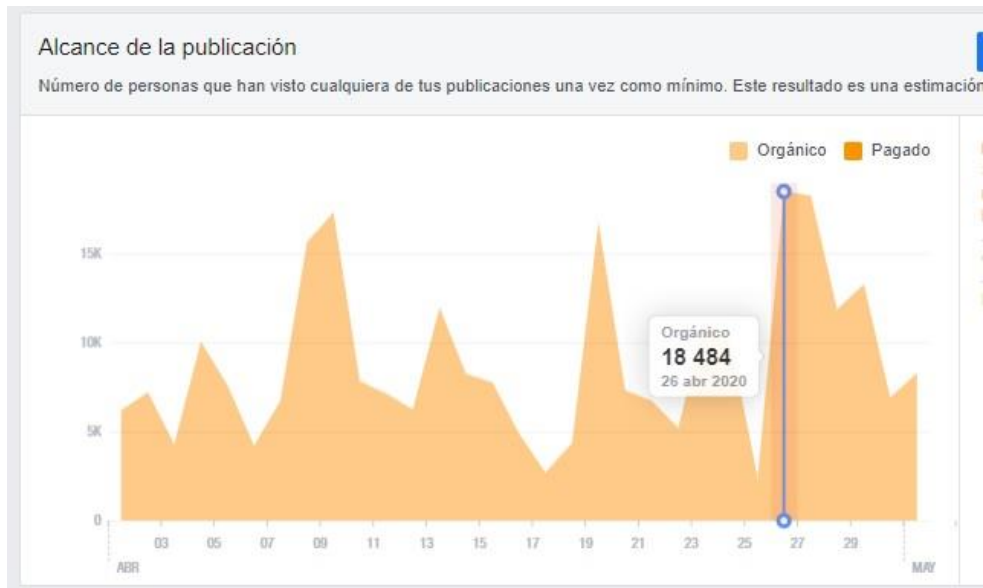 Alcance de la publicación
Número de personas que han visto cualquiera de tus publicaciones una vez como mínimo. Este resultado es una estimación
Orgánico Pagado
15K
10K
5K
0
Orgánico
18 484
26 abr 2020
03 05 07 09 11 13 15 17 19 21 23 25 27 29
ABR MAY